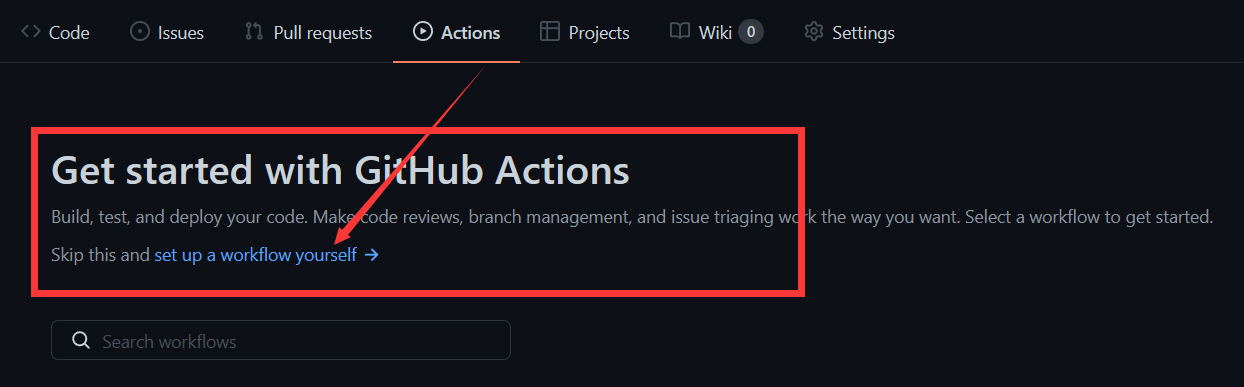 Code Issues Pull requests Actions Projects Wiki 0 Settings
Get started with GitHub Actions
Build, test, and deploy your code. Make code reviews, branch management, and issue triaging work the way you want. Select a workflow to get started.
Skip this and set up a workflow yourself →
Search workflows